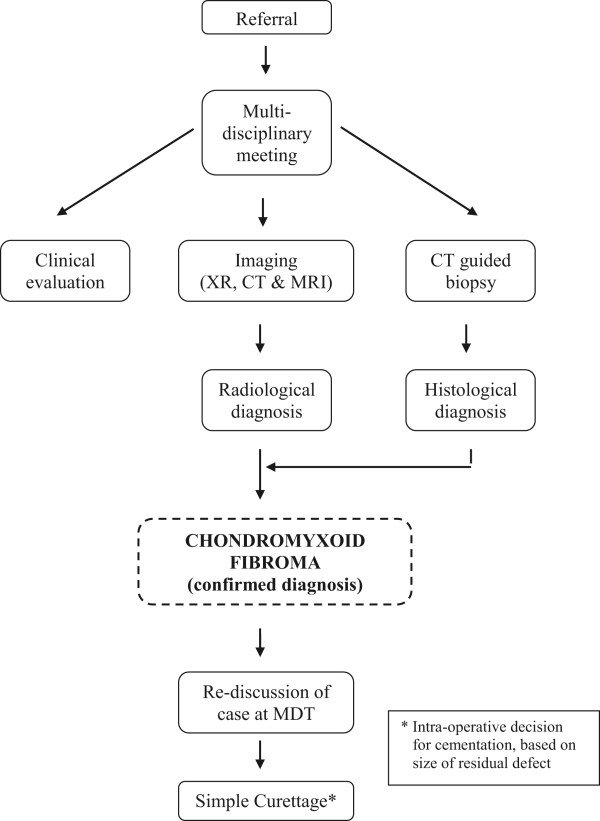 Referral
Multi-
disciplinary
meeting
Clinical
evaluation
Imaging
(XR, CT & MRI)
CT guided
biopsy
Radiological
diagnosis
Histological
diagnosis
CHONDROMYXOID
FIBROMA
(confirmed diagnosis)
Re-discussion of
case at MDT
* Intra-operative decision
for cementation, based on
size of residual defect
Simple Curettage*